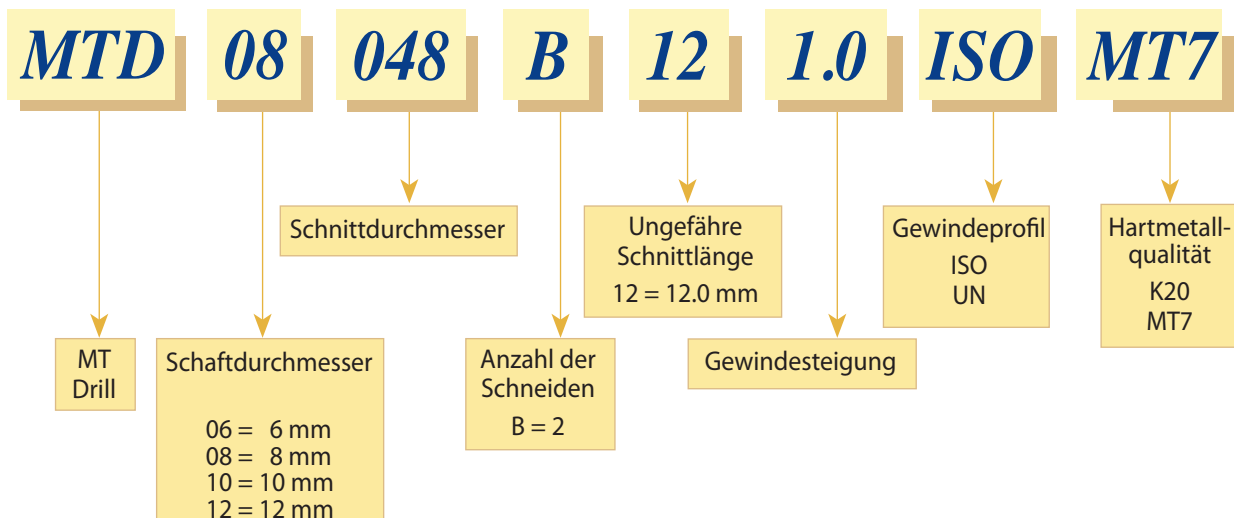 MTD 08 048 B 12 1.0 ISO MT7
Schnittdurchmesser
Ungefähre
Schnittlänge
12 = 12.0 mm
Gewindeprofil
ISO
UN
Hartmetall-
qualität
K20
MT7
MT
Drill
Schaftdurchmesser
06 = 6 mm
08 = 8 mm
10 = 10 mm
12 = 12 mm
Anzahl der
Schneiden
B = 2
Gewindesteigung